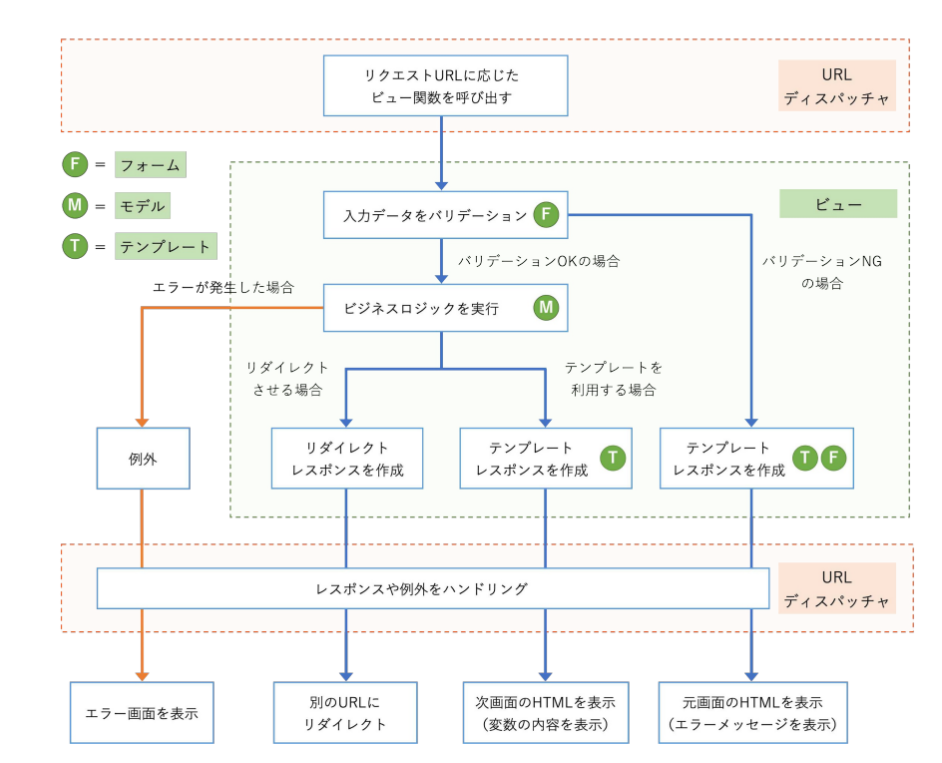 リクエストURLに応じた
ビュー関数を呼び出す
URL
ディスパッチャ
F = フォーム
M = モデル
T = テンプレート
ビュー
入力データをバリデーション F
バリデーションOKの場合
バリデーションNG
の場合
エラーが発生した場合
ビジネスロジックを実行 M
リダイレクト
させる場合
テンプレートを
利用する場合
例外
リダイレクト
レスポンスを作成
テンプレート
レスポンスを作成 T
テンプレート
レスポンスを作成 T F
レスポンスや例外をハンドリング
URL
ディスパッチャ
エラー画面を表示
別のURLに
リダイレクト
次画面のHTMLを表示
(変数の内容を表示)
元画面のHTMLを表示
(エラーメッセージを表示)